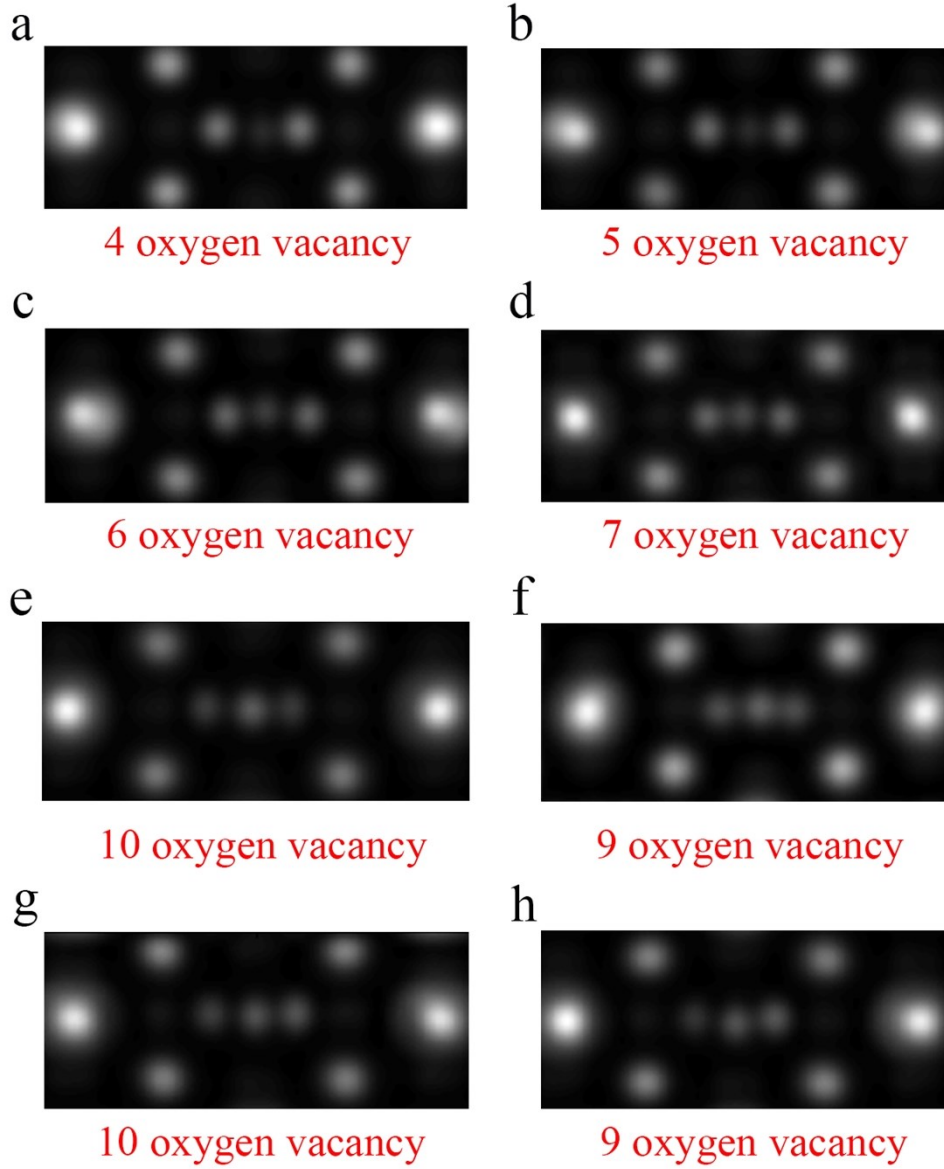 a
b
4 oxygen vacancy
5 oxygen vacancy
c
d
6 oxygen vacancy
7 oxygen vacancy
e
f
10 oxygen vacancy
9 oxygen vacancy
g
h
10 oxygen vacancy
9 oxygen vacancy